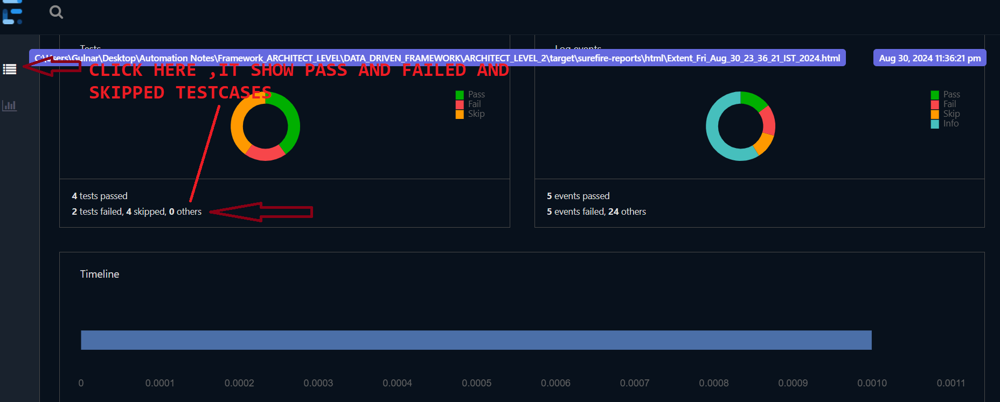 Tests
Log events
C:\Users\Gulnar\Desktop\Automation Notes\Framework_ARCHITECT_LEVEL\DATA_DRIVEN_FRAMEWORK\ARCHITECT_LEVEL_2\target\surefire-reports\html\Extent_Fri_Aug_30_23_36_21_IST_2024.html
Aug 30, 2024 11:36:21 pm
CLICK HERE ,IT SHOW PASS AND FAILED AND
SKIPPED TESTCASES
Pass
Fail
Skip
Pass
Fail
Skip
Info
4 tests passed
2 tests failed, 4 skipped, 0 others
5 events passed
5 events failed, 24 others
Timeline
0 0.0001 0.0002 0.0003 0.0004 0.0005 0.0006 0.0007 0.0008 0.0009 0.0010 0.0011